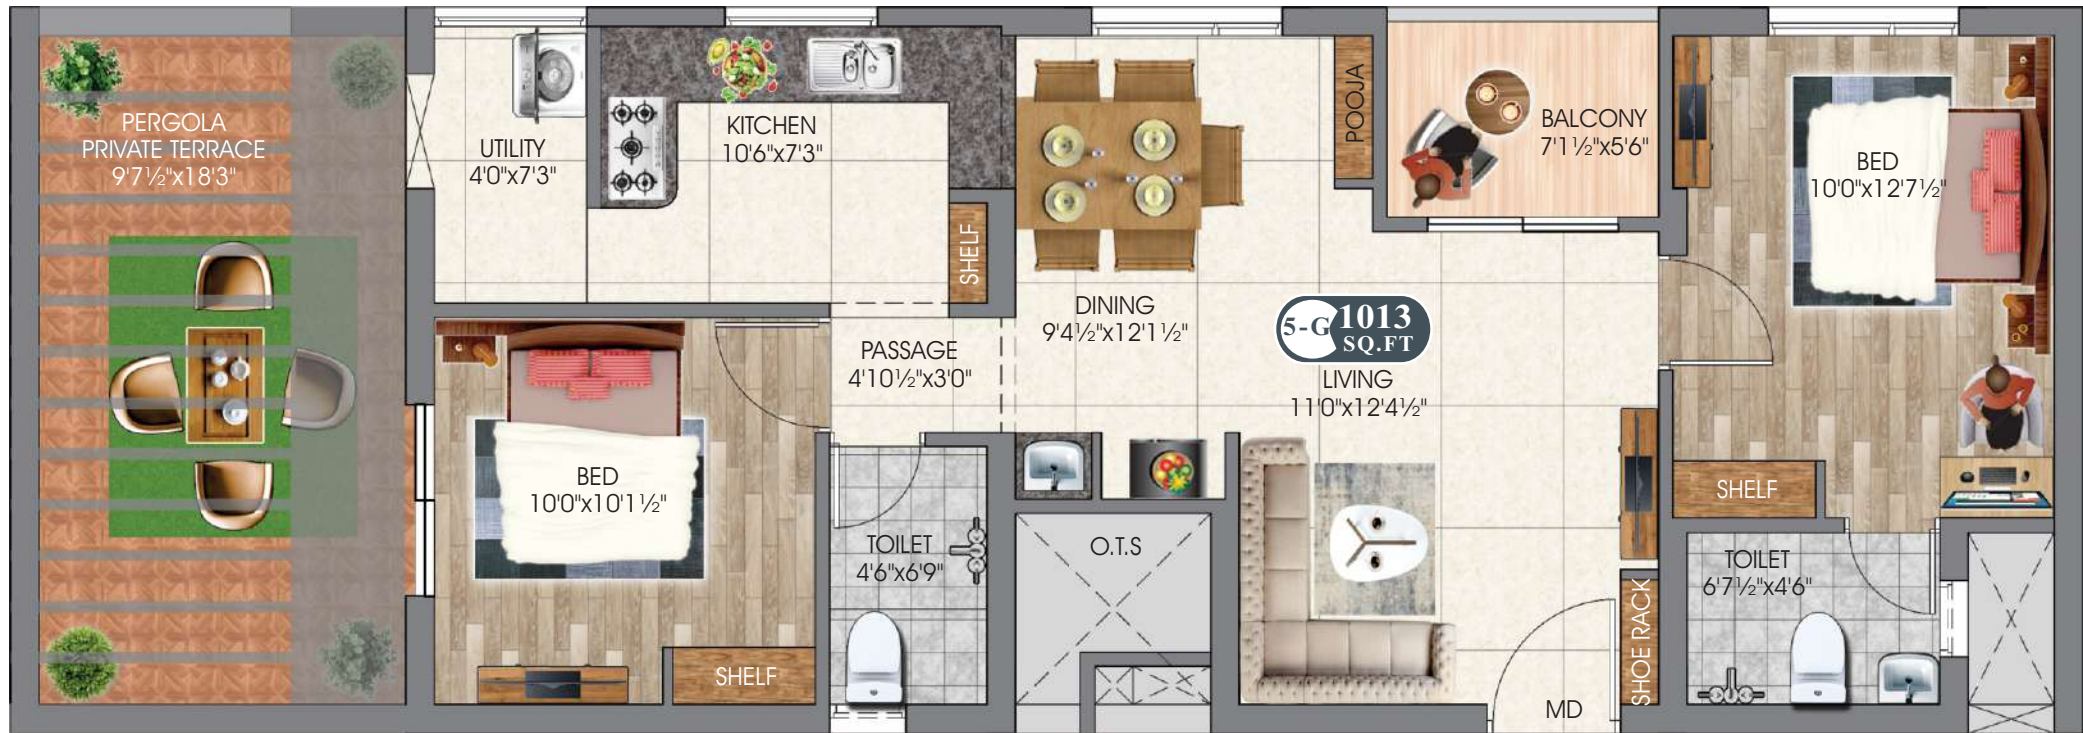 PERGOLA
PRIVATE TERRACE
9'7½"x18'3"
UTILITY
4'0"x7'3"
KITCHEN
10'6"x7'3"
SHELF
DINING
9'4½"x12'1½"
POOJA
BALCONY
7'1½"x5'6"
BED
10'0"x12'7½"
5-G
1013
SQ.FT
LIVING
11'0"x12'4½"
PASSAGE
4'10½"x3'0"
BED
10'0"x10'1½"
SHELF
TOILET
4'6"x6'9"
O.T.S
SHOE RACK
MD
SHELF
TOILET
6'7½"x4'6"